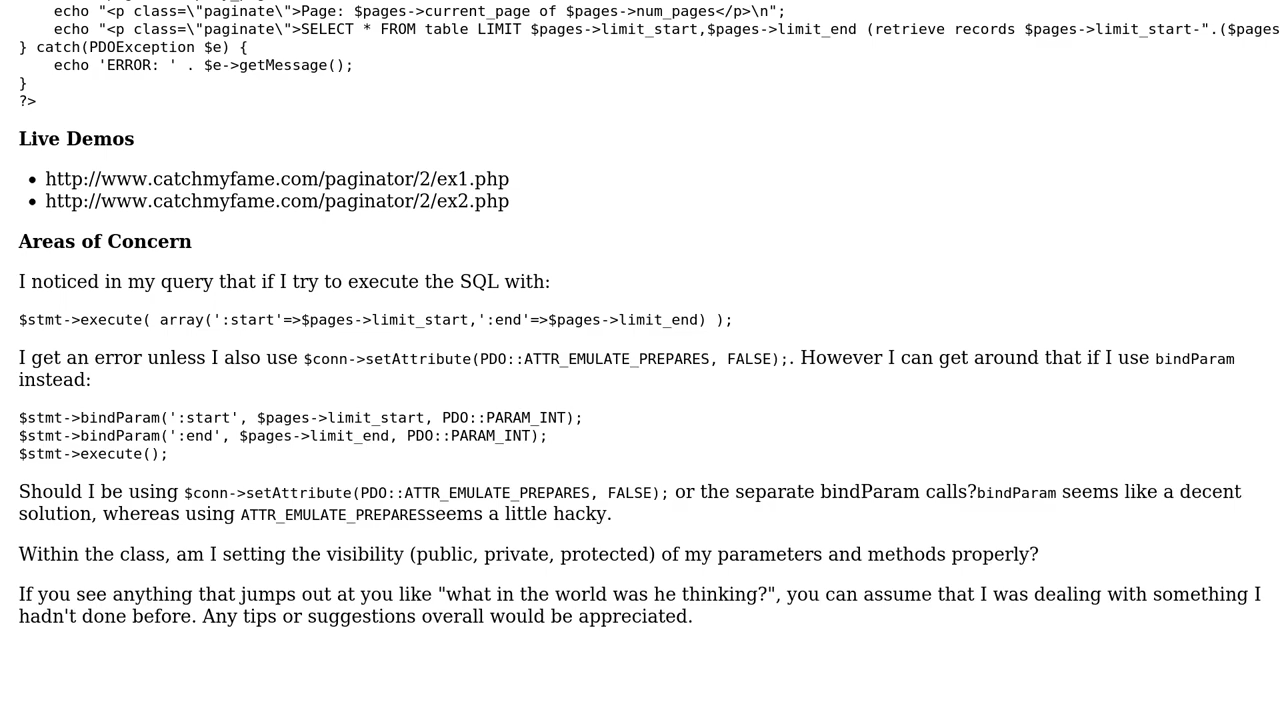 echo "<p class=\"paginate\">Page: $pages->current_page of $pages->num_pages</p>\n";
echo "<p class=\"paginate\">SELECT * FROM table LIMIT $pages->limit_start,$pages->limit_end (retrieve records $pages->limit_start-".($pages
} catch(PDOException $e) {
echo 'ERROR: ' . $e->getMessage();
}
?>
Live Demos
• http://www.catchmyfame.com/paginator/2/ex1.php
• http://www.catchmyfame.com/paginator/2/ex2.php
Areas of Concern
I noticed in my query that if I try to execute the SQL with:
$stmt->execute( array(':start'=>$pages->limit_start,':end'=>$pages->limit_end) );
I get an error unless I also use $conn->setAttribute(PDO::ATTR_EMULATE_PREPARES, FALSE);. However I can get around that if I use bindParam
instead:
$stmt->bindParam(':start', $pages->limit_start, PDO::PARAM_INT);
$stmt->bindParam(':end', $pages->limit_end, PDO::PARAM_INT);
$stmt->execute();
Should I be using $conn->setAttribute(PDO::ATTR_EMULATE_PREPARES, FALSE); or the separate bindParam calls?bindParam seems like a decent
solution, whereas using ATTR_EMULATE_PREPARESseems a little hacky.
Within the class, am I setting the visibility (public, private, protected) of my parameters and methods properly?
If you see anything that jumps out at you like "what in the world was he thinking?", you can assume that I was dealing with something I
hadn't done before. Any tips or suggestions overall would be appreciated.